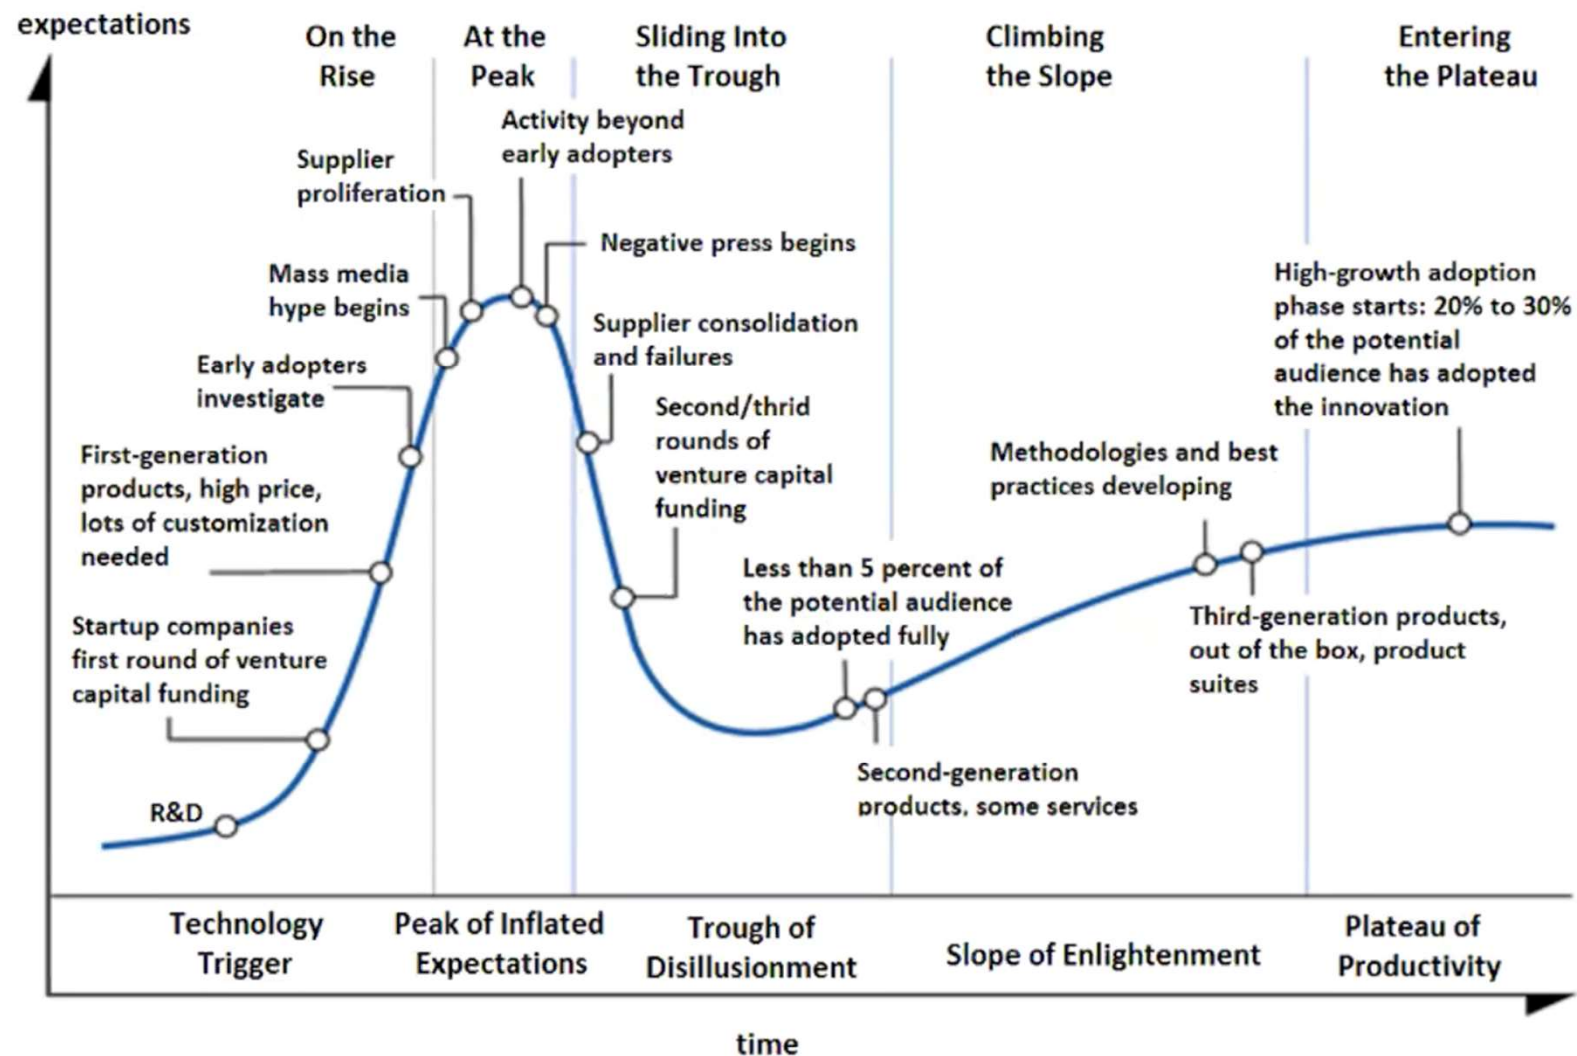 expectations
On the
Rise
At the
Peak
Sliding Into
the Trough
Climbing
the Slope
Entering
the Plateau
Activity beyond
early adopters
Supplier
proliferation
Negative press begins
Mass media
hype begins
Supplier consolidation
and failures
Early adopters
investigate
Second/thrid
rounds of
venture capital
funding
First-generation
products, high price,
lots of customization
needed
High-growth adoption
phase starts: 20% to 30%
of the potential
audience has adopted
the innovation
Methodologies and best
practices developing
Less than 5 percent of
the potential audience
has adopted fully
Startup companies
first round of venture
capital funding
Third-generation products,
out of the box, product
suites
Second-generation
products, some services
R&D
Technology
Trigger
Peak of Inflated
Expectations
Trough of
Disillusionment
Slope of Enlightenment
Plateau of
Productivity
time